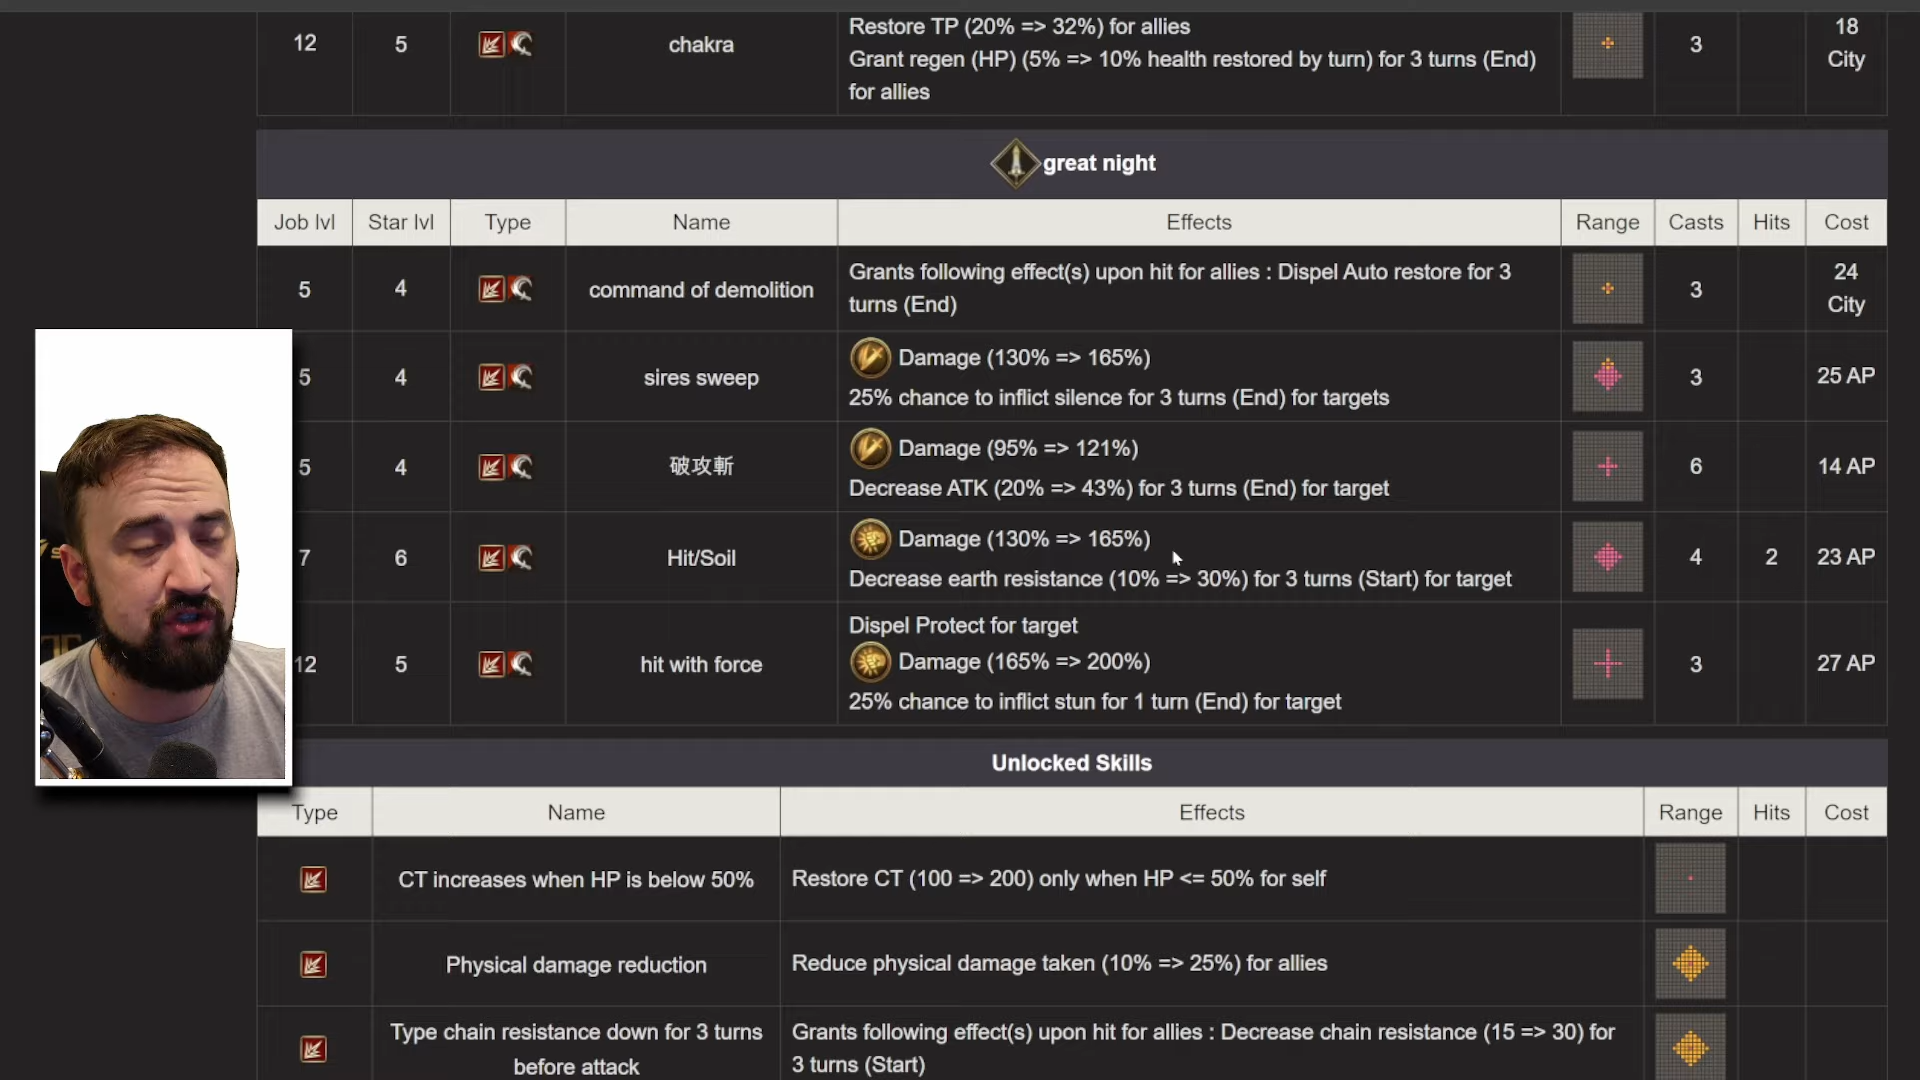 12 5 chakra Restore TP (20% => 32%) for allies 3 18
Grant regen (HP) (5% => 10% health restored by turn) for 3 turns (End) City
for allies
great night
Job lvl Star lvl Type Name Effects Range Casts Hits Cost
5 4 command of demolition Grants following effect(s) upon hit for allies : Dispel Auto restore for 3 3 24
turns (End) City
5 4 sires sweep Damage (130% => 165%) 3 25 AP
25% chance to inflict silence for 3 turns (End) for targets
5 4 破攻斬 Damage (95% => 121%) 6 14 AP
Decrease ATK (20% => 43%) for 3 turns (End) for target
7 6 Hit/Soil Damage (130% => 165%) 4 2 23 AP
Decrease earth resistance (10% => 30%) for 3 turns (Start) for target
Dispel Protect for target
12 5 hit with force Damage (165% => 200%) 3 27 AP
25% chance to inflict stun for 1 turn (End) for target
Unlocked Skills
Type Name Effects Range Hits Cost
CT increases when HP is below 50% Restore CT (100 => 200) only when HP <= 50% for self
Physical damage reduction Reduce physical damage taken (10% => 25%) for allies
Type chain resistance down for 3 turns Grants following effect(s) upon hit for allies : Decrease chain resistance (15 => 30) for
before attack 3 turns (Start)